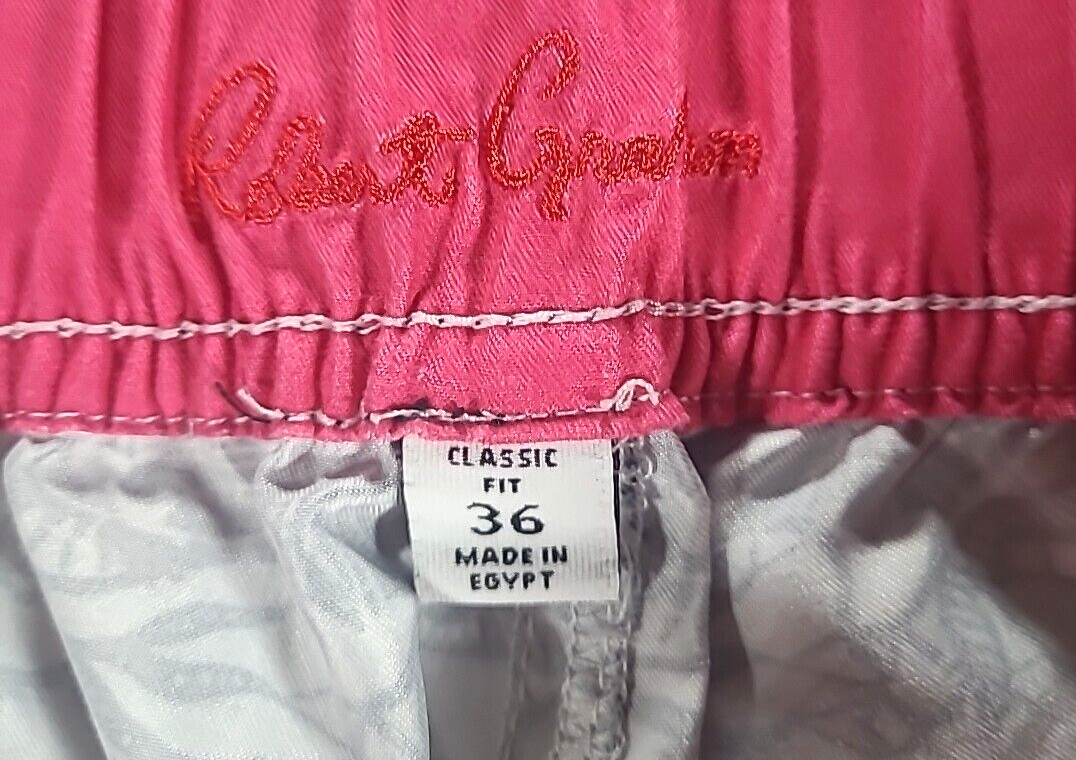 Robert Graham
CLASSIC
FIT
36
MADE IN
EGYPT